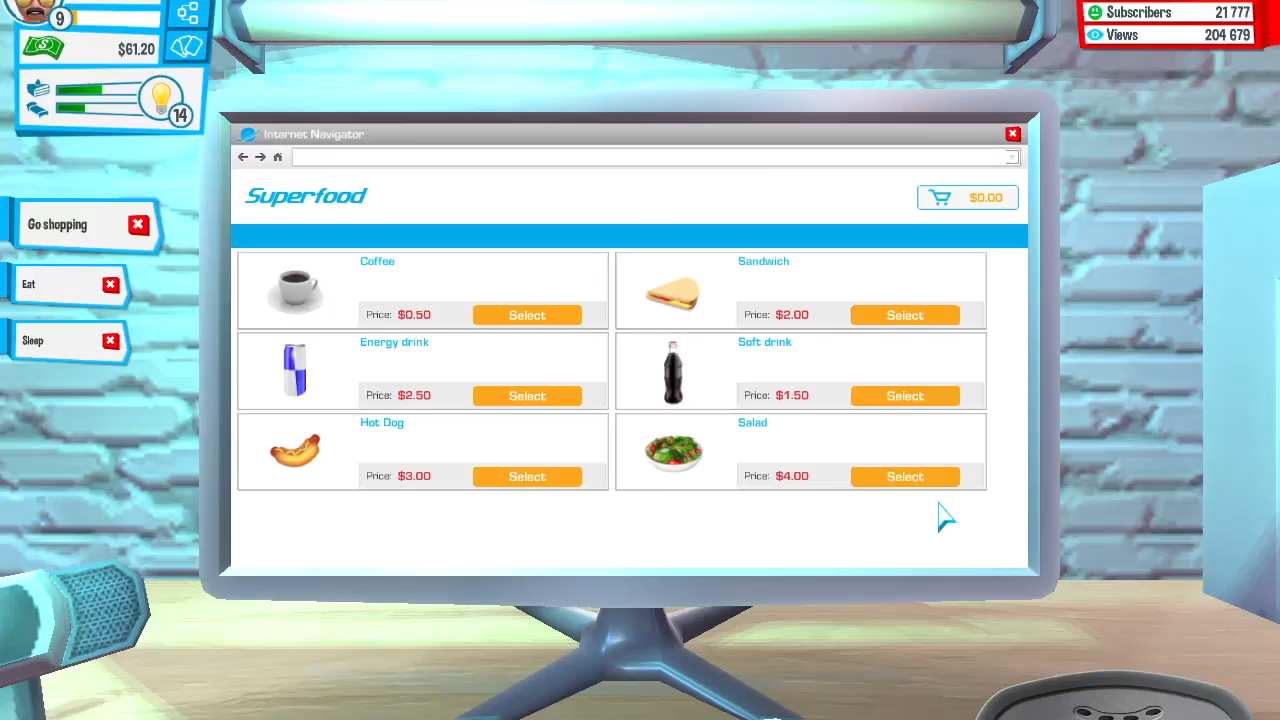 9
$61.20
14
Subscribers 21 777
Views 204 679
Go shopping
Eat
Sleep
Internet Navigator
Superfood
$0.00
Coffee
Price: $0.50 Select
Sandwich
Price: $2.00 Select
Energy drink
Price: $2.50 Select
Soft drink
Price: $1.50 Select
Hot Dog
Price: $3.00 Select
Salad
Price: $4.00 Select